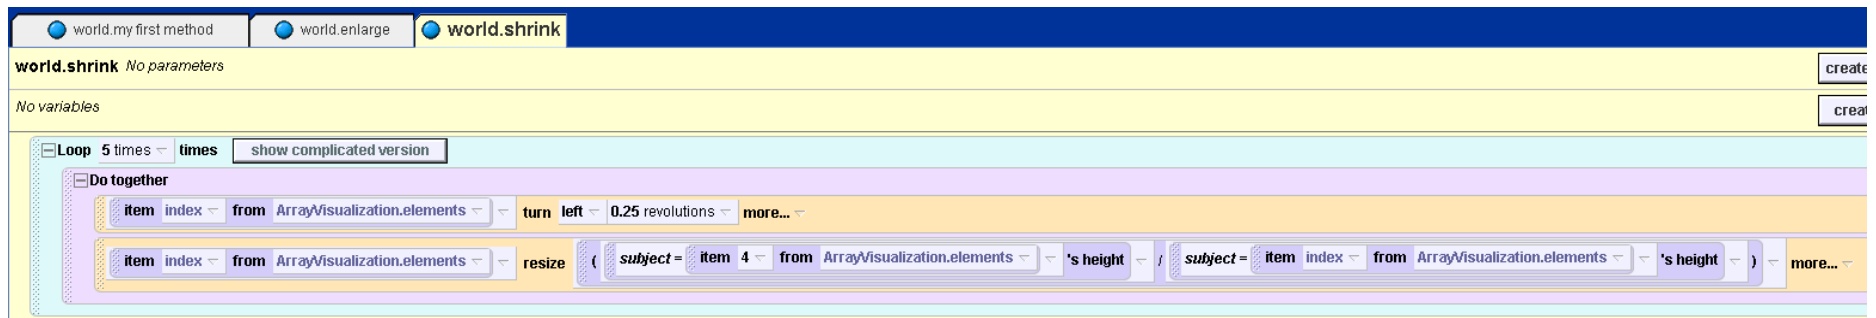 world.my first method world.enlarge world.shrink
world.shrink No parameters create
No variables creat
Loop 5 times times show complicated version
Do together
item index from ArrayVisualization.elements turn left 0.25 revolutions more...
item index from ArrayVisualization.elements resize ( subject = item 4 from ArrayVisualization.elements 's height / subject = item index from ArrayVisualization.elements 's height ) more...